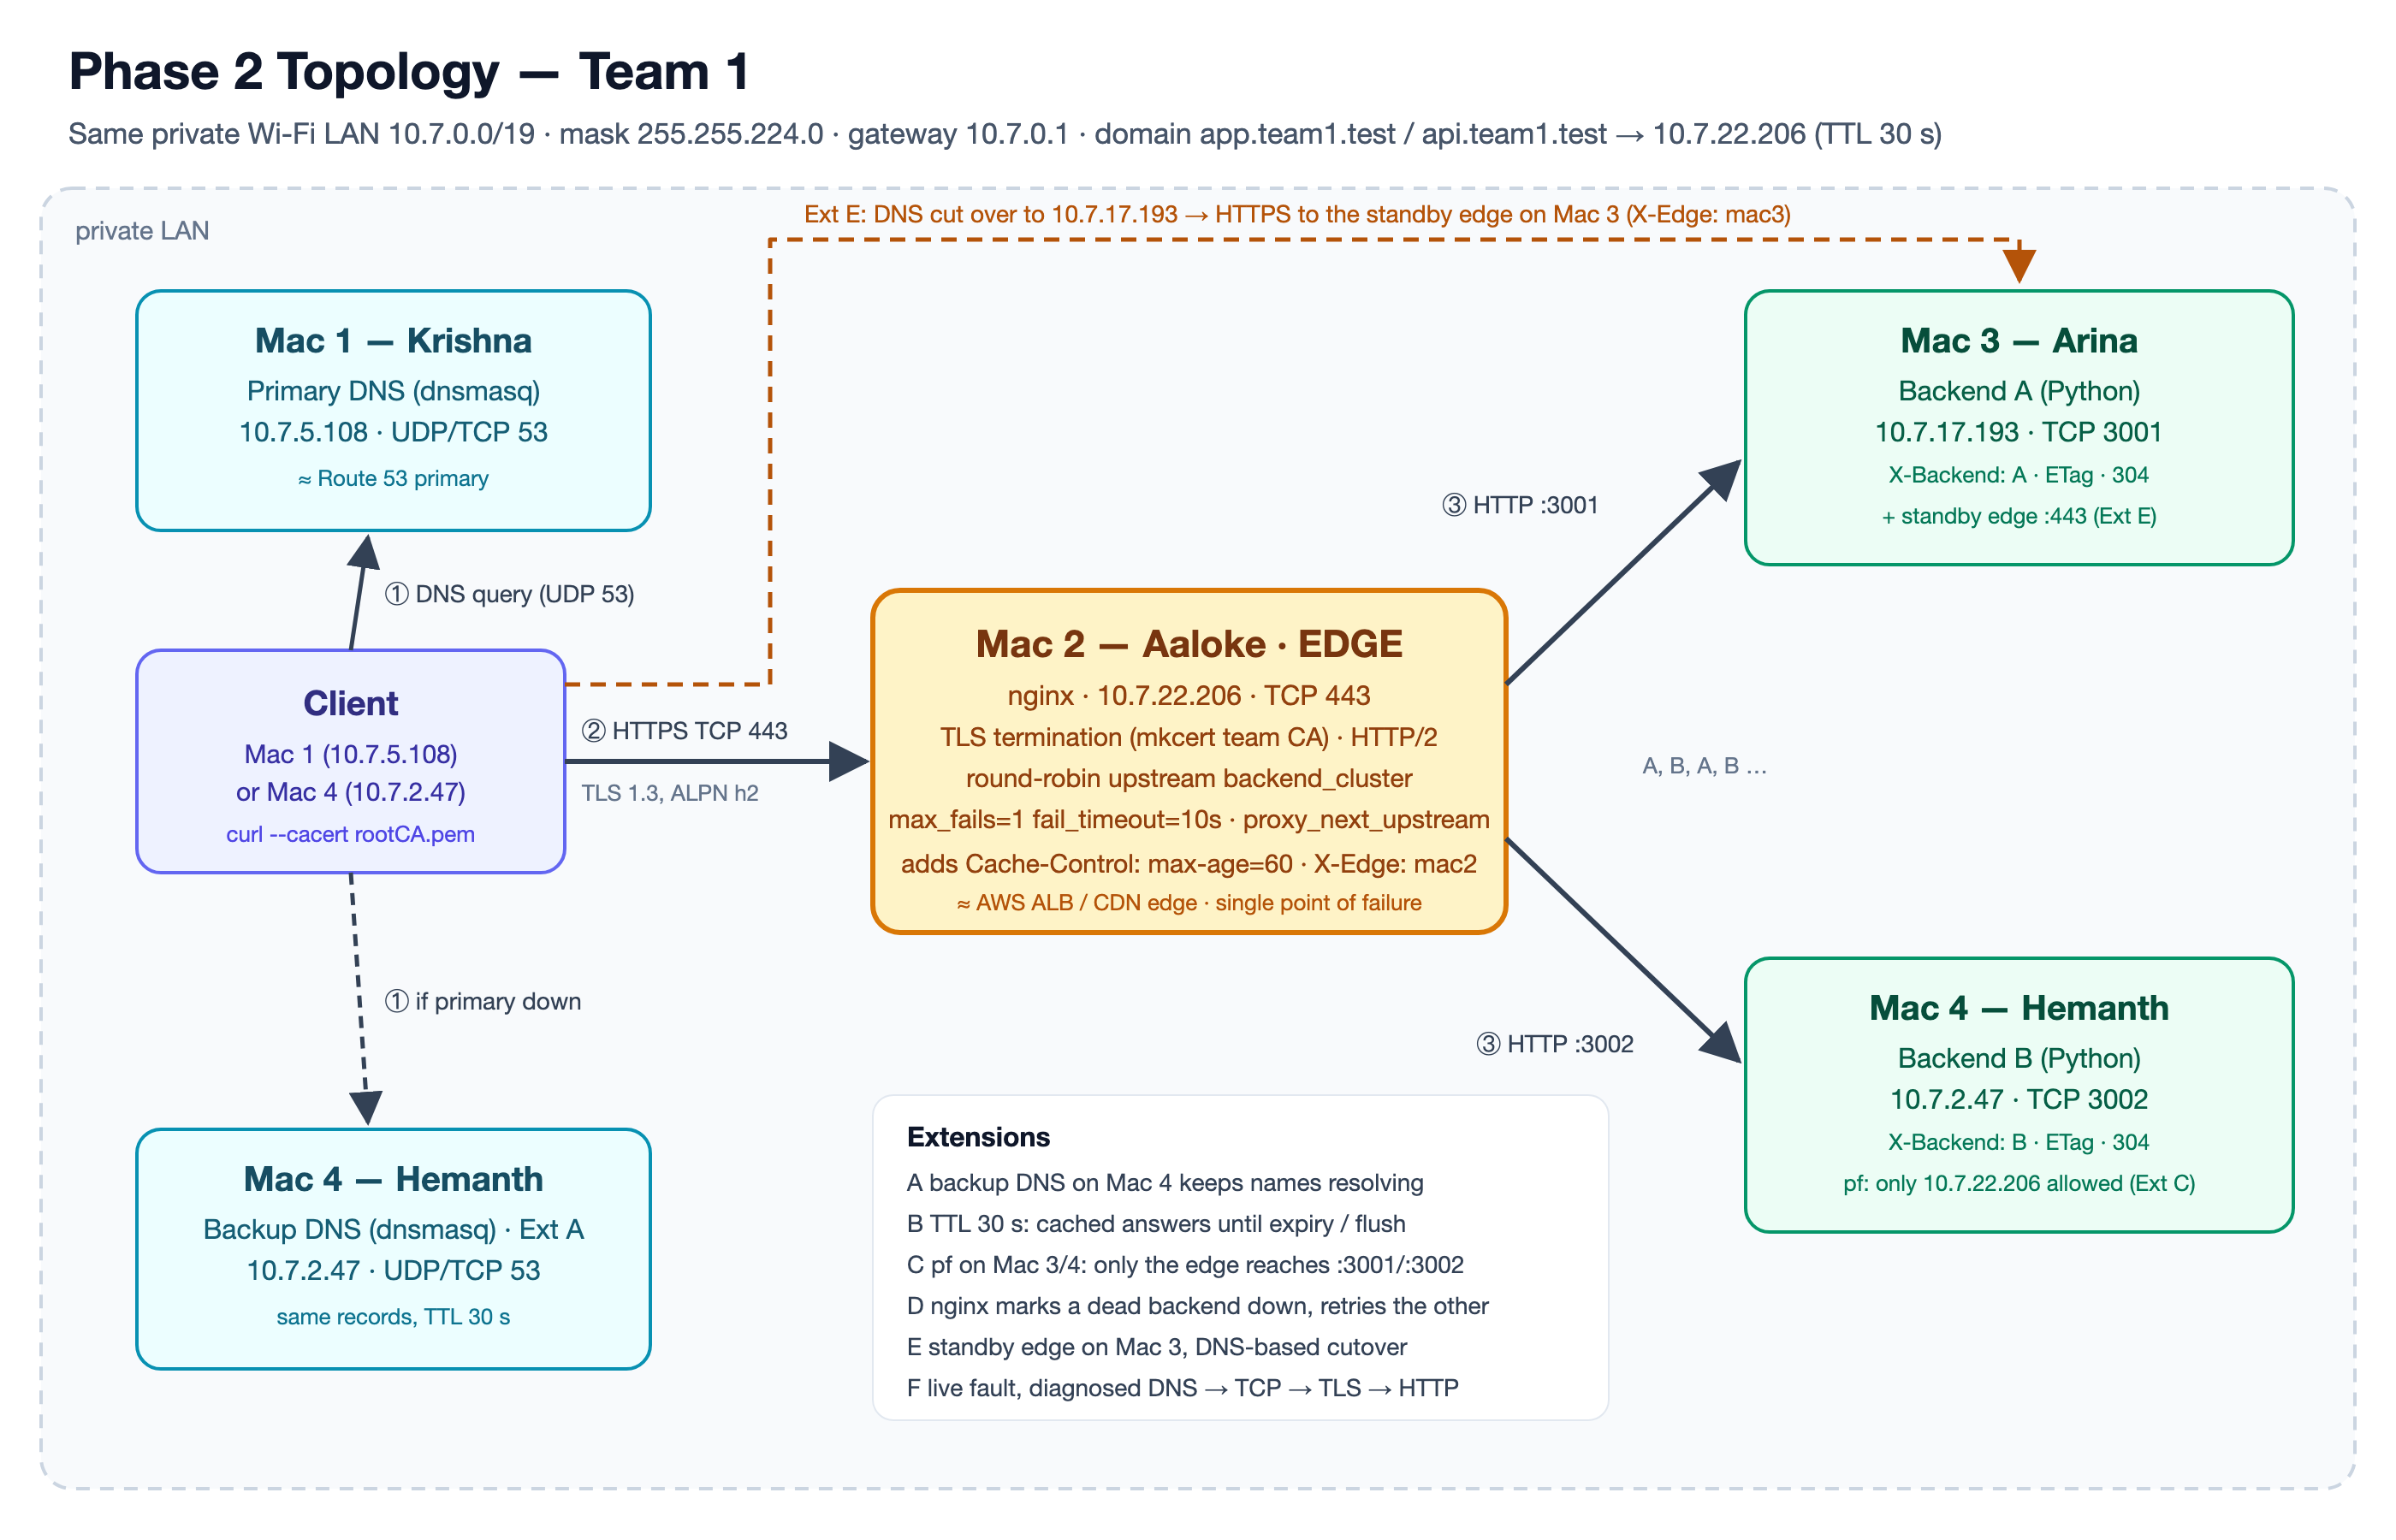 Phase 2 Topology — Team 1
Same private Wi-Fi LAN 10.7.0.0/19 · mask 255.255.224.0 · gateway 10.7.0.1 · domain app.team1.test / api.team1.test → 10.7.22.206 (TTL 30 s)
private LAN
Ext E: DNS cut over to 10.7.17.193 → HTTPS to the standby edge on Mac 3 (X-Edge: mac3)
Mac 1 — Krishna
Primary DNS (dnsmasq)
10.7.5.108 · UDP/TCP 53
≈ Route 53 primary
Mac 3 — Arina
Backend A (Python)
10.7.17.193 · TCP 3001
X-Backend: A · ETag · 304
+ standby edge :443 (Ext E)
③ HTTP :3001
① DNS query (UDP 53)
Client
Mac 1 (10.7.5.108)
or Mac 4 (10.7.2.47)
curl --cacert rootCA.pem
② HTTPS TCP 443
TLS 1.3, ALPN h2
Mac 2 — Aaloke · EDGE
nginx · 10.7.22.206 · TCP 443
TLS termination (mkcert team CA) · HTTP/2
round-robin upstream backend_cluster
max_fails=1 fail_timeout=10s · proxy_next_upstream
adds Cache-Control: max-age=60 · X-Edge: mac2
≈ AWS ALB / CDN edge · single point of failure
A, B, A, B ...
① if primary down
③ HTTP :3002
Mac 4 — Hemanth
Backend B (Python)
10.7.2.47 · TCP 3002
X-Backend: B · ETag · 304
pf: only 10.7.22.206 allowed (Ext C)
Mac 4 — Hemanth
Backup DNS (dnsmasq) · Ext A
10.7.2.47 · UDP/TCP 53
same records, TTL 30 s
Extensions
A backup DNS on Mac 4 keeps names resolving
B TTL 30 s: cached answers until expiry / flush
C pf on Mac 3/4: only the edge reaches :3001/:3002
D nginx marks a dead backend down, retries the other
E standby edge on Mac 3, DNS-based cutover
F live fault, diagnosed DNS → TCP → TLS → HTTP